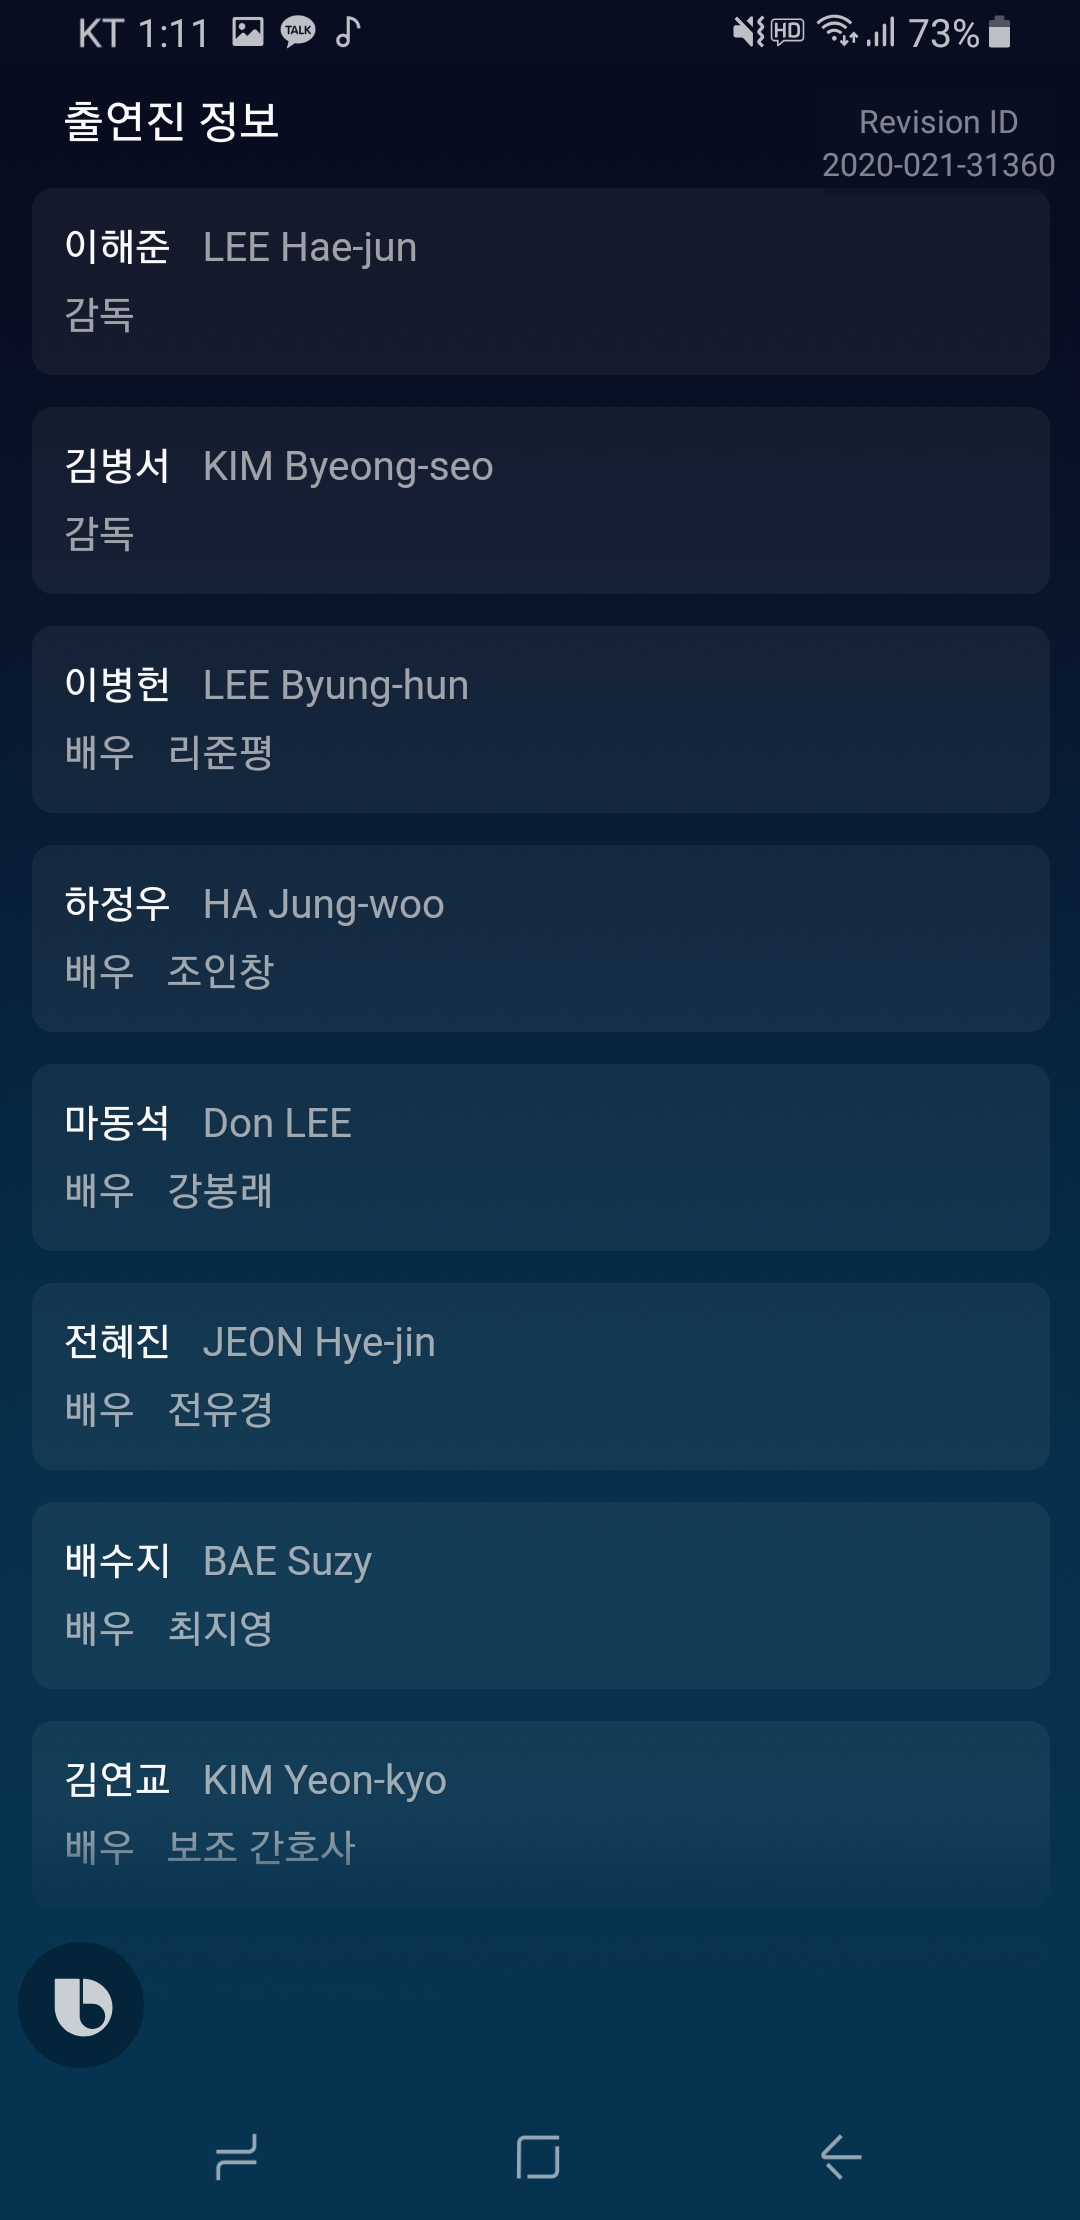 KT 1:11 TALK HD 73%
출연진 정보
Revision ID
2020-021-31360
이해준 LEE Hae-jun
감독
김병서 KIM Byeong-seo
감독
이병헌 LEE Byung-hun
배우 리준평
하정우 HA Jung-woo
배우 조인창
마동석 Don LEE
배우 강봉래
전혜진 JEON Hye-jin
배우 전유경
배수지 BAE Suzy
배우 최지영
김연교 KIM Yeon-kyo
배우 보조 간호사